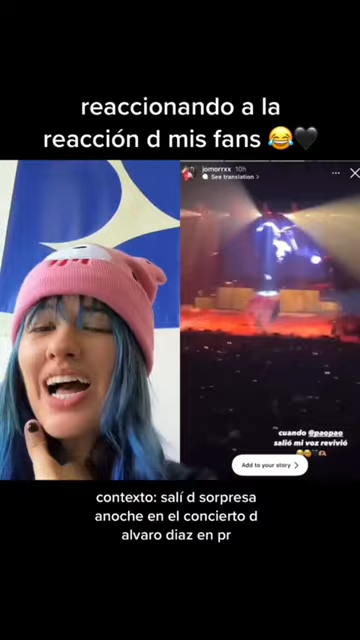 reaccionando a la
reacción d mis fans 😂🖤
jomorrxx 10h
See translation >
cuando @paopao
salió mi voz revivió
Add to your story >
contexto: salí d sorpresa
anoche en el concierto d
alvaro diaz en pr